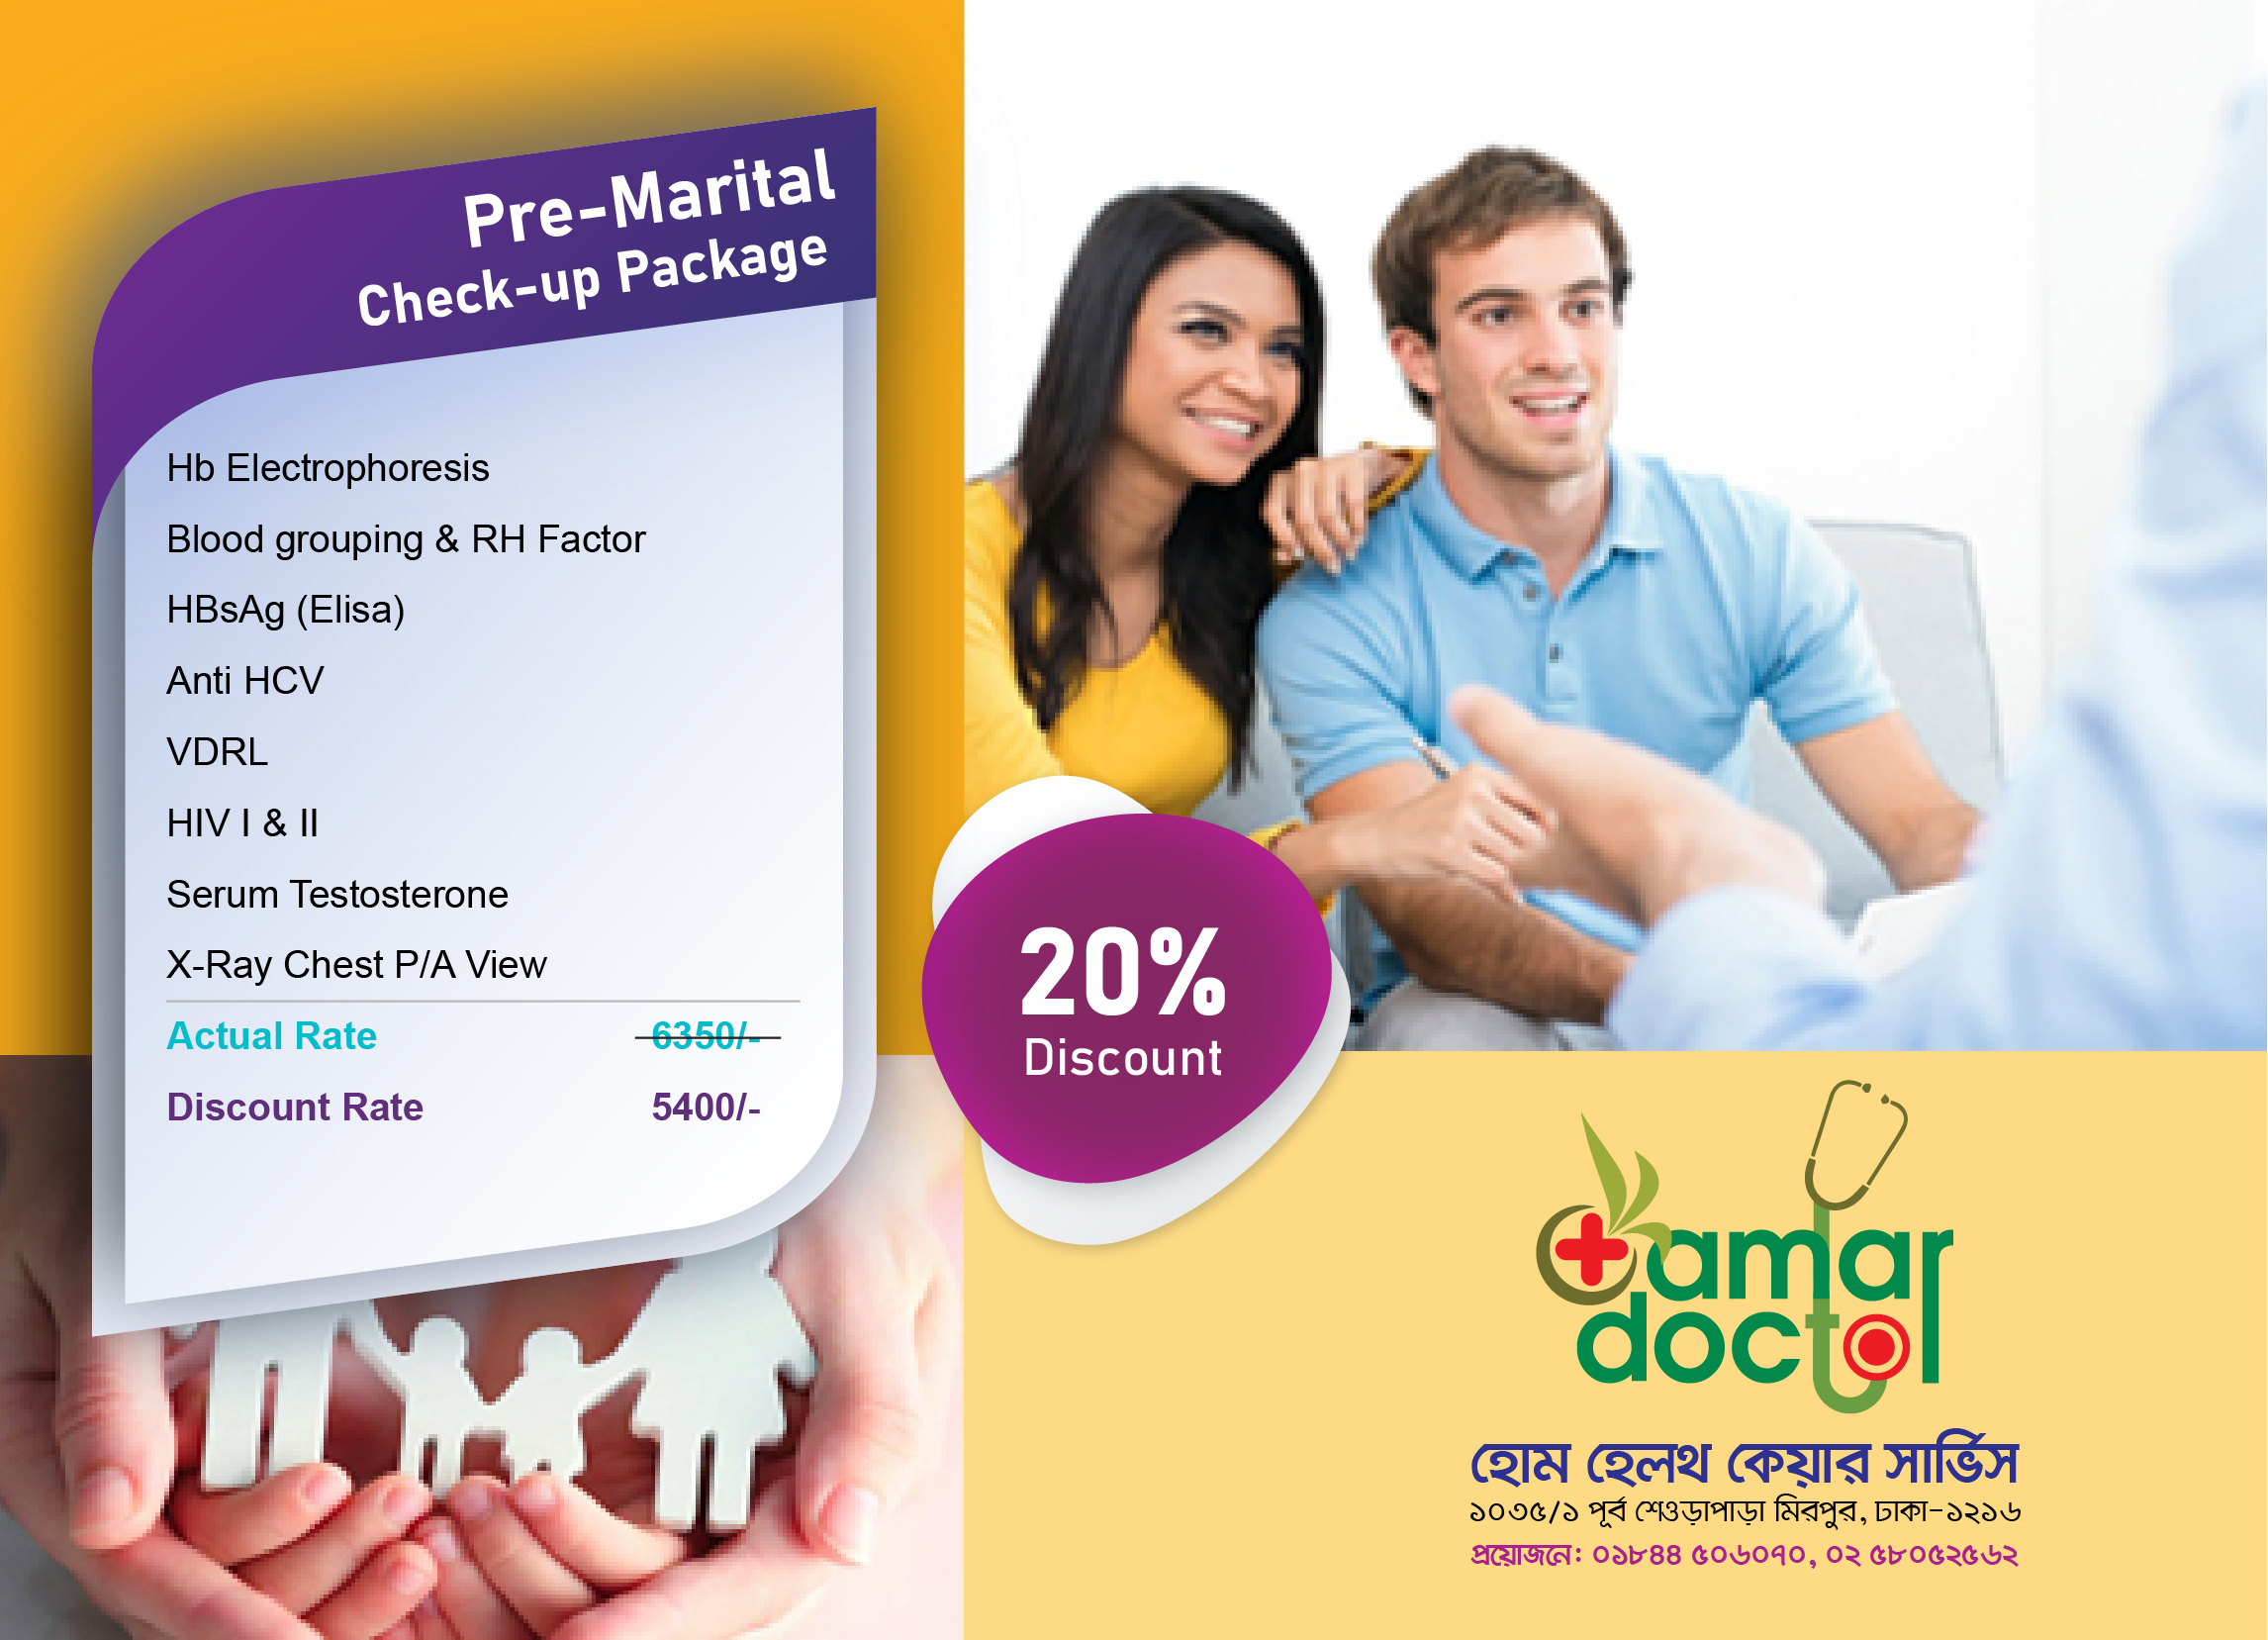 Pre-Marital
Check-up Package
Hb Electrophoresis
Blood grouping & RH Factor
HBsAg (Elisa)
Anti HCV
VDRL
HIV I & II
Serum Testosterone
X-Ray Chest P/A View
Actual Rate 6350/-
Discount Rate 5400/-
20%
Discount
amar
doctor
হোম হেলথ কেয়ার সার্ভিস
১০৩৫/১ পূর্ব শেওড়াপাড়া মিরপুর, ঢাকা-১২১৬
প্রয়োজনে: ০১৮৪৪ ৫০৬০৭০, ০২ ৫৮০৫২৫৬২